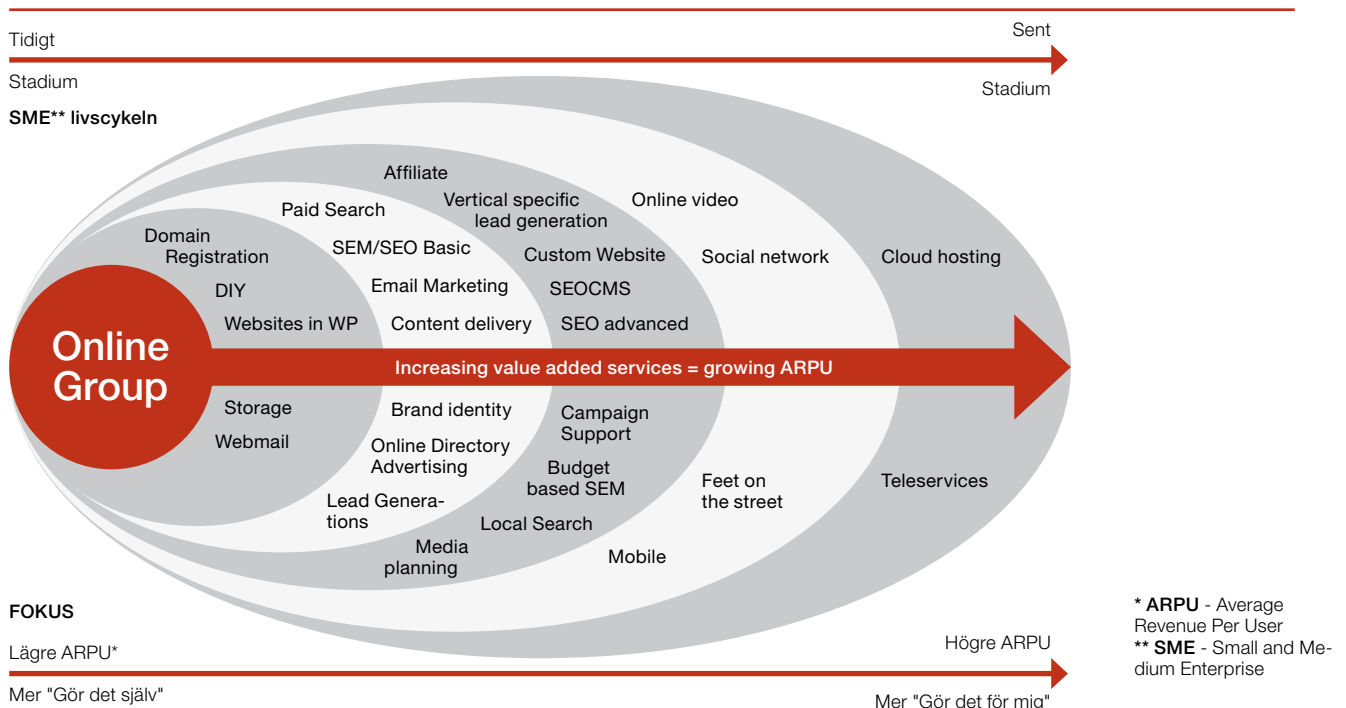 Tidigt
Sent
Stadium
Stadium
SME** livscykeln
Affiliate
Vertical specific
lead generation
Online video
Paid Search
Domain
Registration
SEM/SEO Basic
Custom Website
Social network
Cloud hosting
DIY
Email Marketing
SEOCMS
Websites in WP
Content delivery
SEO advanced
Online
Group
Increasing value added services = growing ARPU
Storage
Webmail
Brand identity
Online Directory
Advertising
Lead Genera-
tions
Campaign
Support
Budget
based SEM
Local Search
Media
planning
Feet on
the street
Mobile
Teleservices
FOKUS
Lägre ARPU*
Högre ARPU
Mer "Gör det själv"
Mer "Gör det för mig"
* ARPU - Average
Revenue Per User
** SME - Small and Me-
dium Enterprise